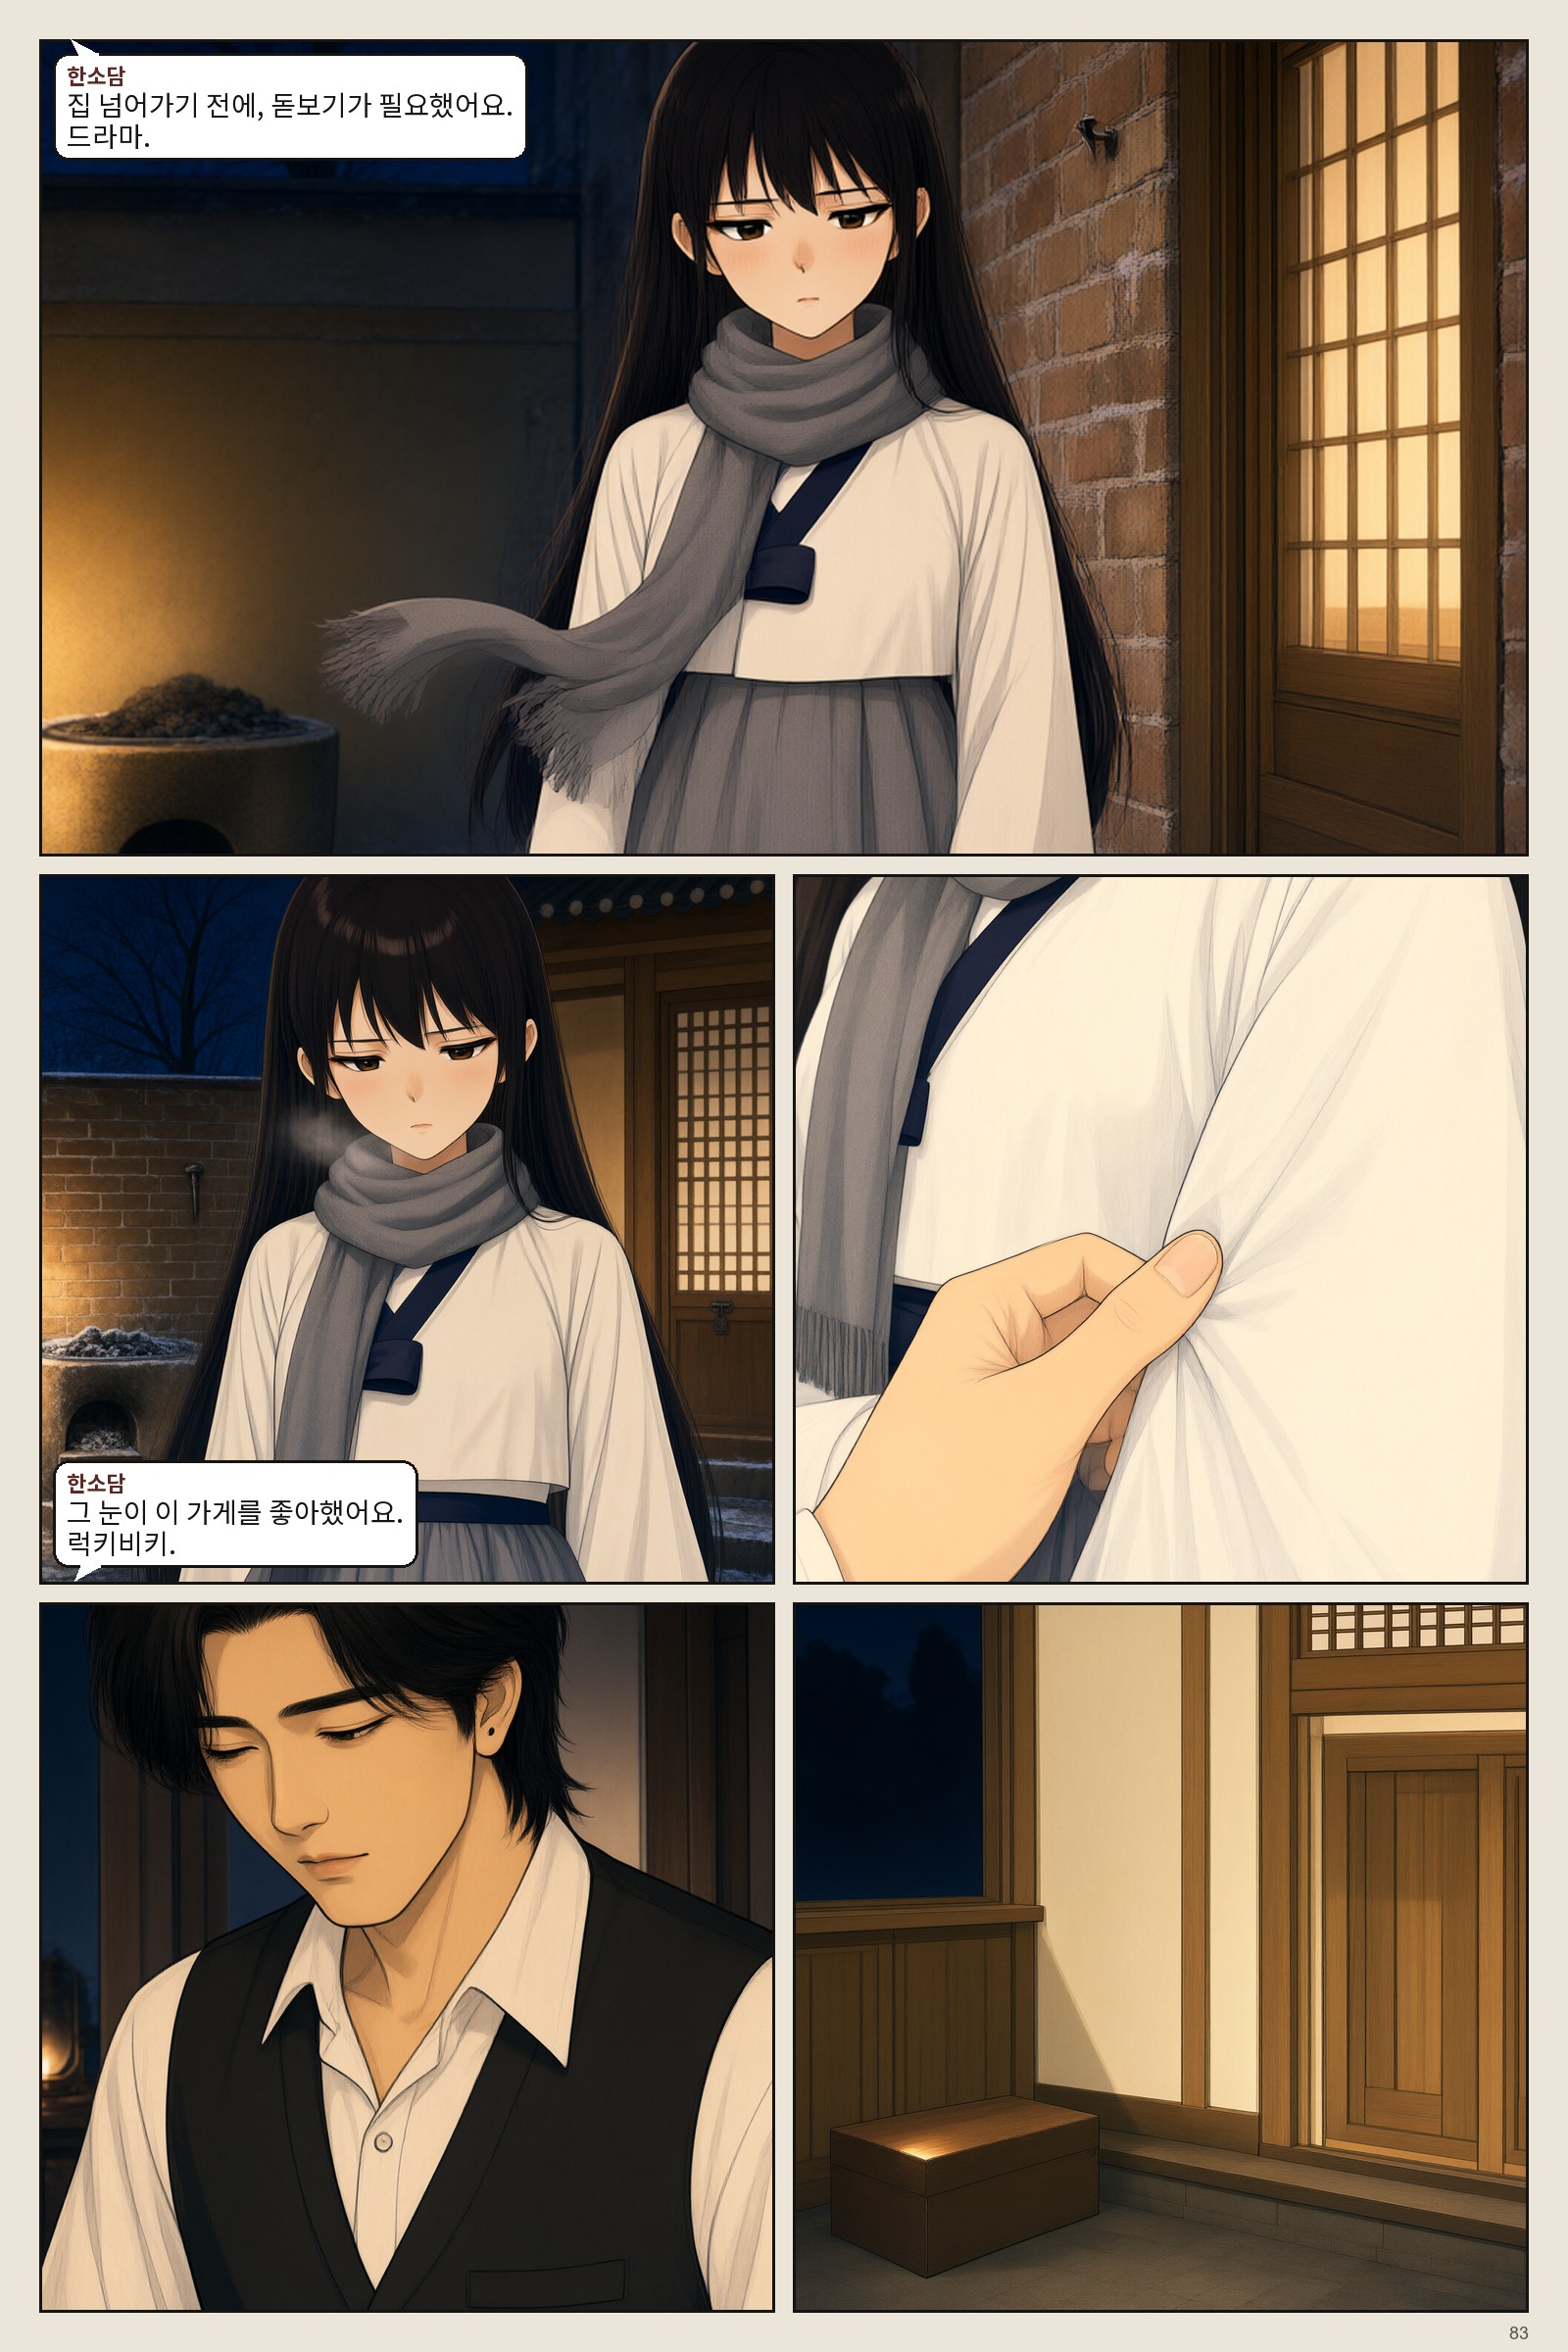 한소담
집 넘어가기 전에, 돋보기가 필요했어요.
드라마.
한소담
그 눈이 이 가게를 좋아했어요.
럭키비키.
83